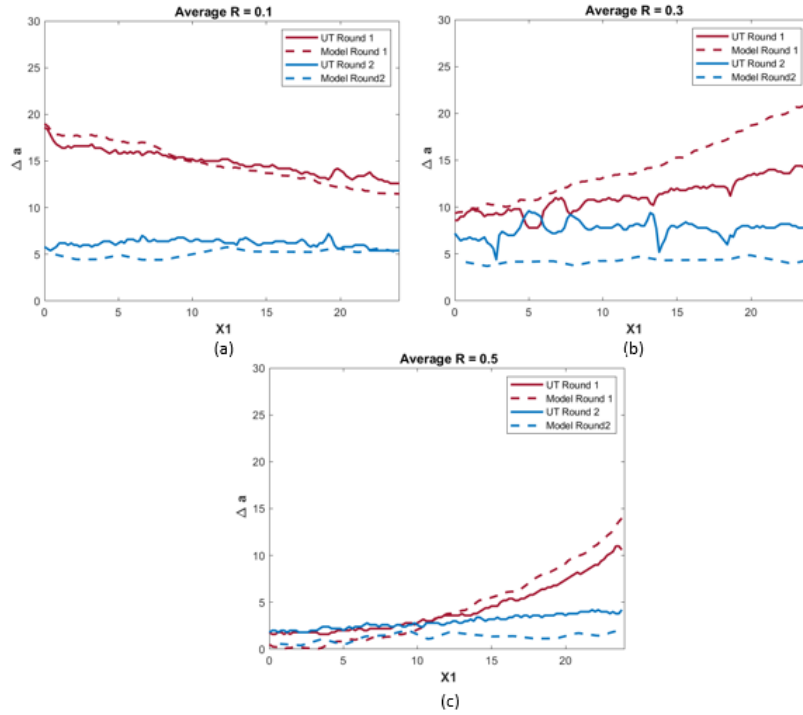 Average R = 0.1
UT Round 1
Model Round 1
UT Round 2
Model Round2
30
25
20
15
10
5
0
Δ a
0 5 10 15 20
X1
(a)
Average R = 0.3
UT Round 1
Model Round 1
UT Round 2
Model Round2
30
25
20
15
10
5
0
Δ a
0 5 10 15 20
X1
(b)
Average R = 0.5
UT Round 1
Model Round 1
UT Round 2
Model Round2
30
25
20
15
10
5
0
Δ a
0 5 10 15 20
X1
(c)